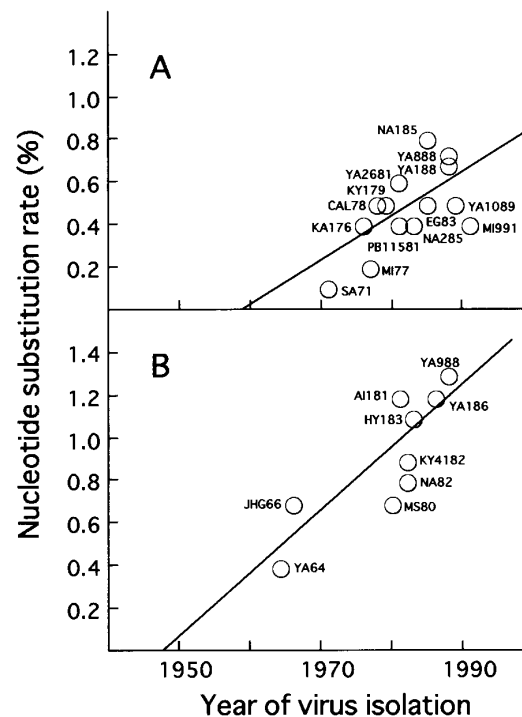 A
1.2
1.0
0.8
0.6
0.4
0.2
NA185
YA888
YA188
YA2681
KY179
CAL78
KA176
EG83
YA1089
PB11581
NA285
MI991
MI77
SA71
B
1.4
1.2
1.0
0.8
0.6
0.4
0.2
YA988
AI181
YA186
HY183
KY4182
NA82
JHG66
MS80
YA64
Nucleotide substitution rate (%)
1950 1970 1990
Year of virus isolation